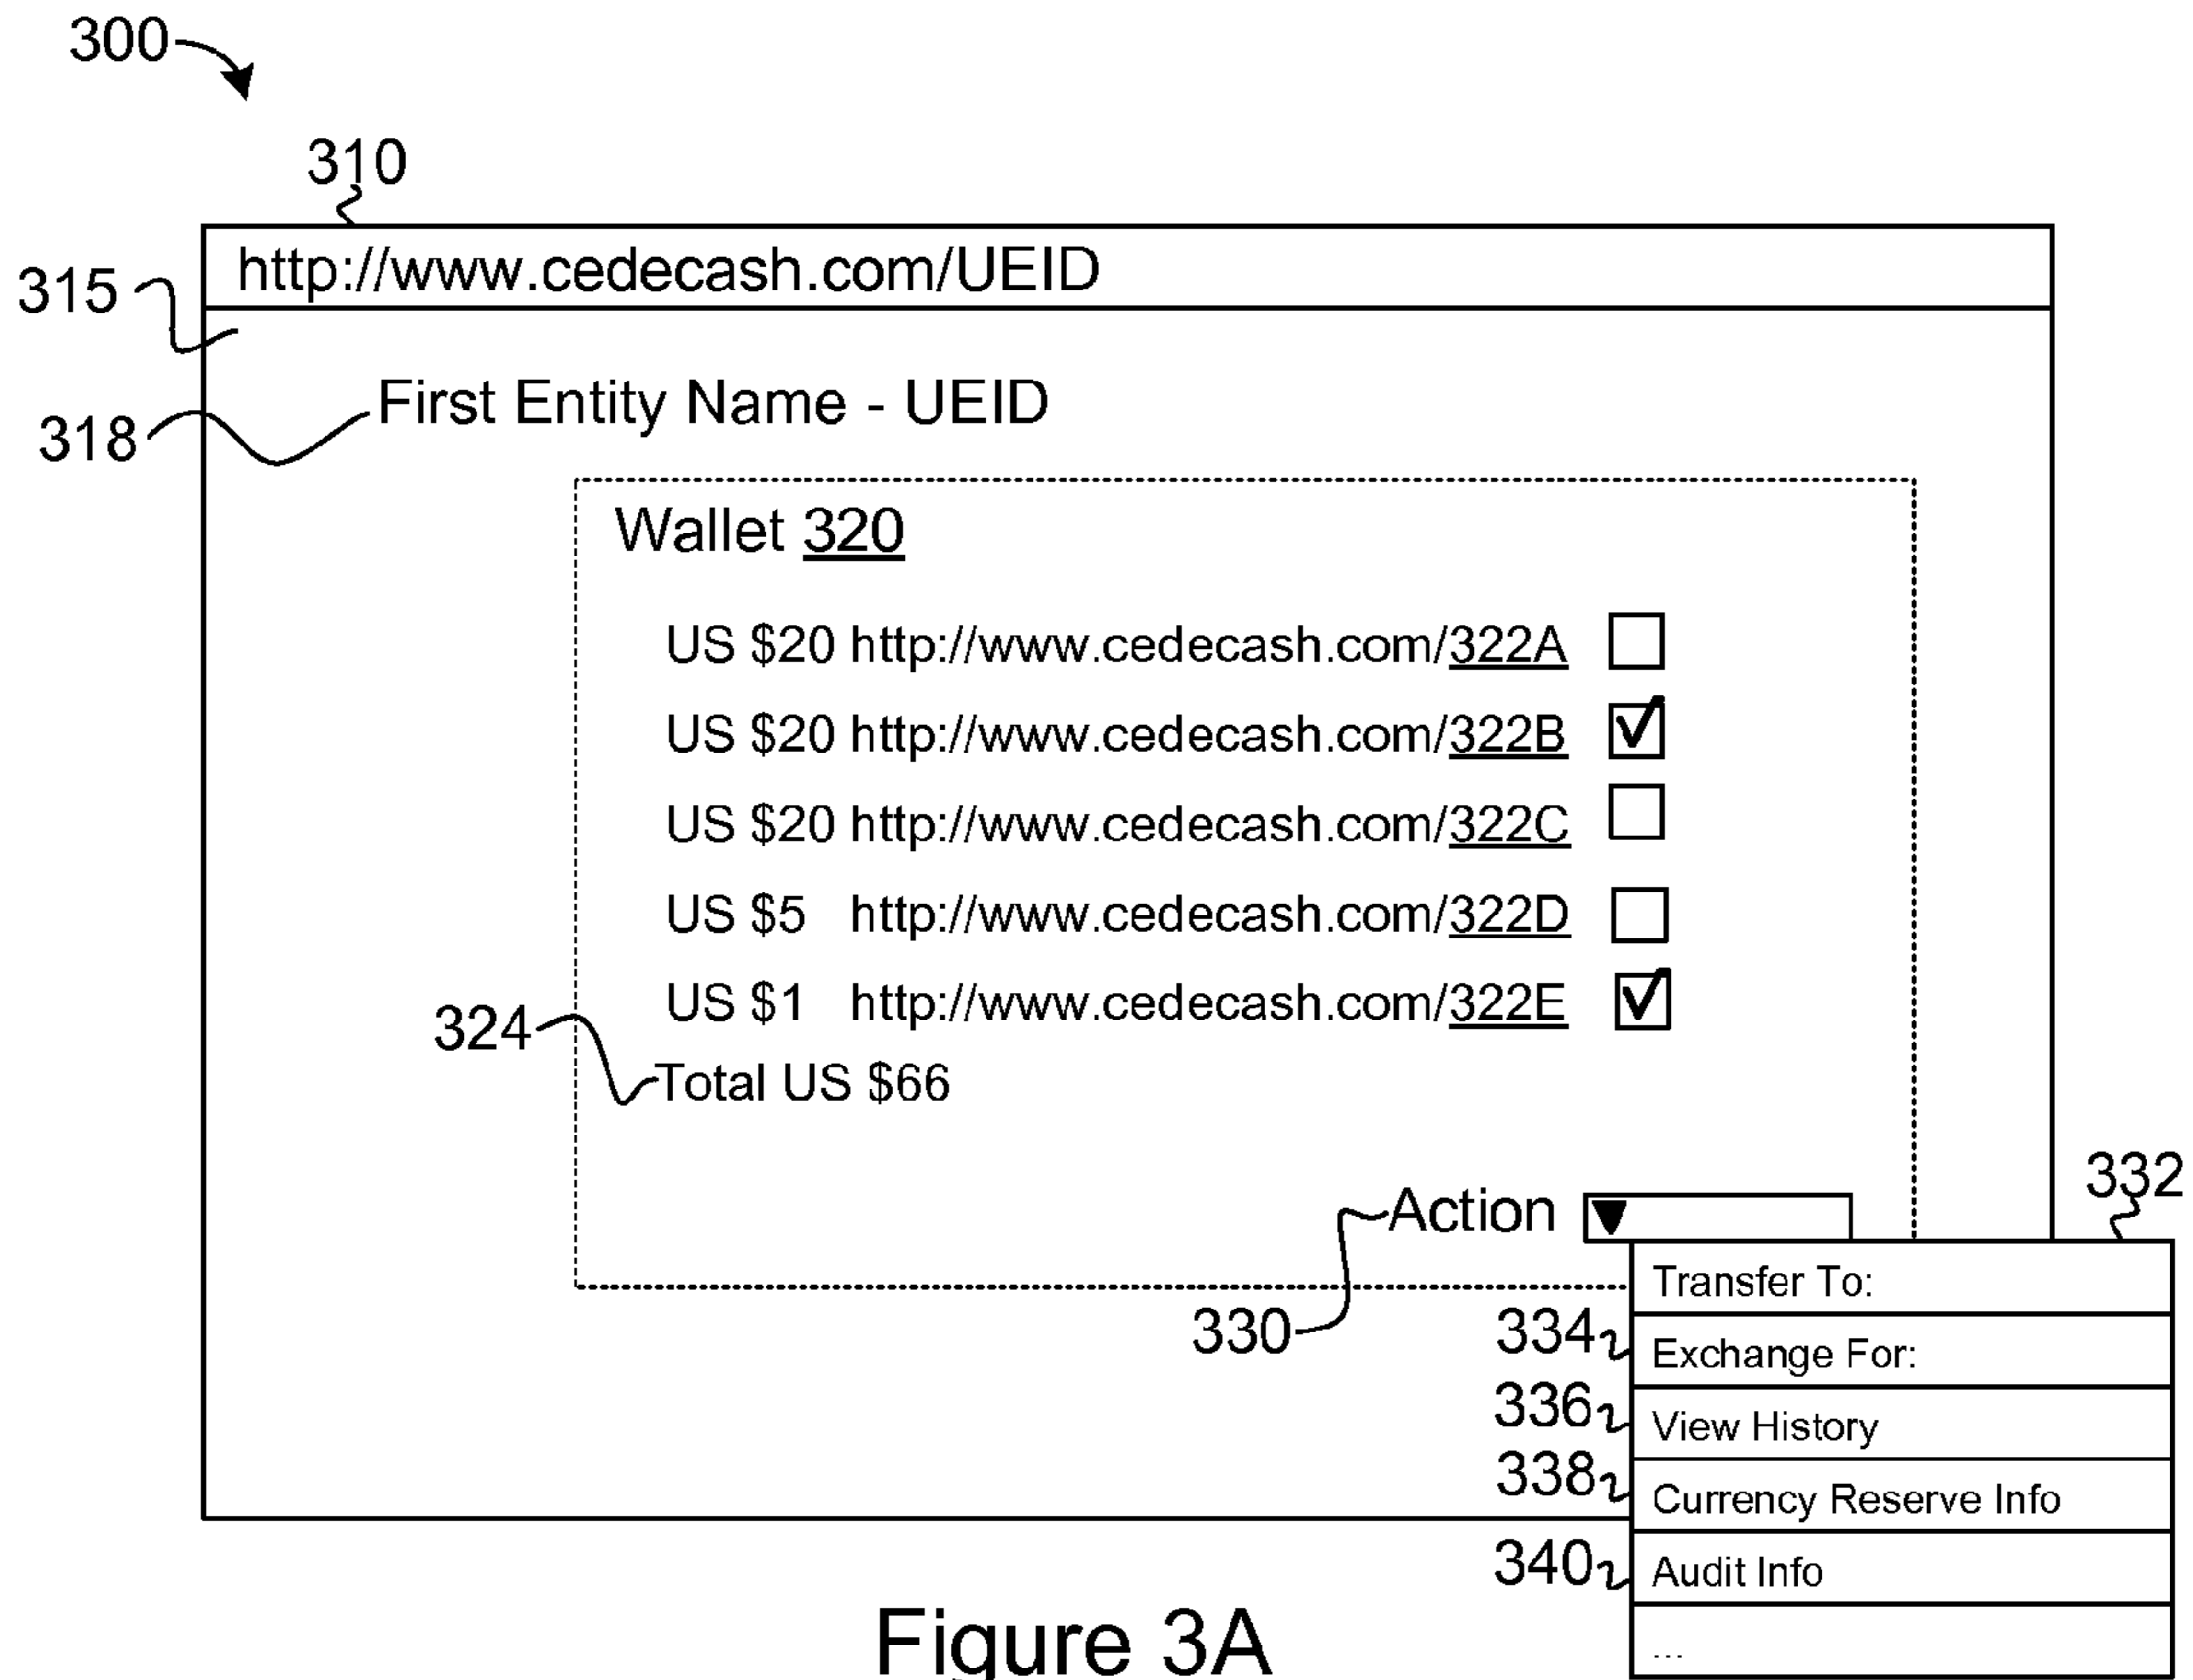 300
310
http://www.cedecash.com/UEID
315
First Entity Name - UEID
318
Wallet 320
US $20 http://www.cedecash.com/322A
US $20 http://www.cedecash.com/322B
US $20 http://www.cedecash.com/322C
US $5 http://www.cedecash.com/322D
US $1 http://www.cedecash.com/322E
324
Total US $66
332
Action
Transfer To:
330
334 Exchange For:
336 View History
338 Currency Reserve Info
340 Audit Info
...
Figure 3A